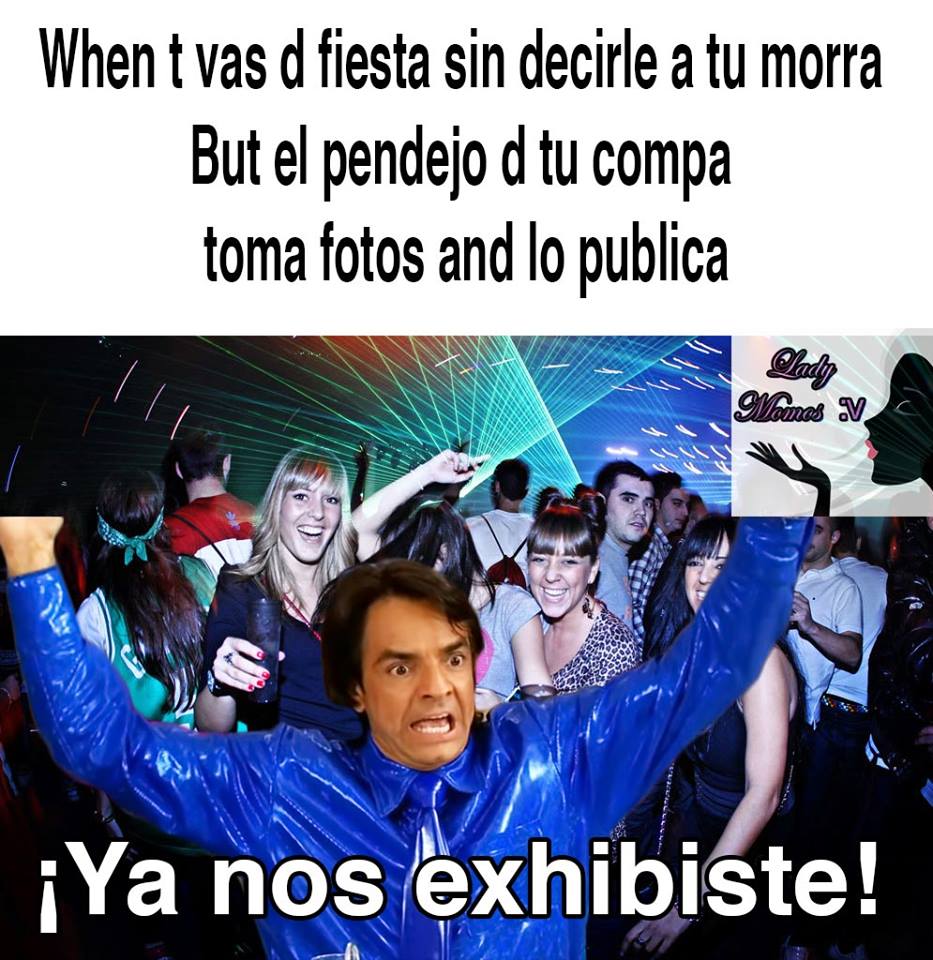 When t vas d fiesta sin decirle a tu morra
But el pendejo d tu compa
toma fotos and lo publica
Lady
Momos :V
¡Ya nos exhibiste!